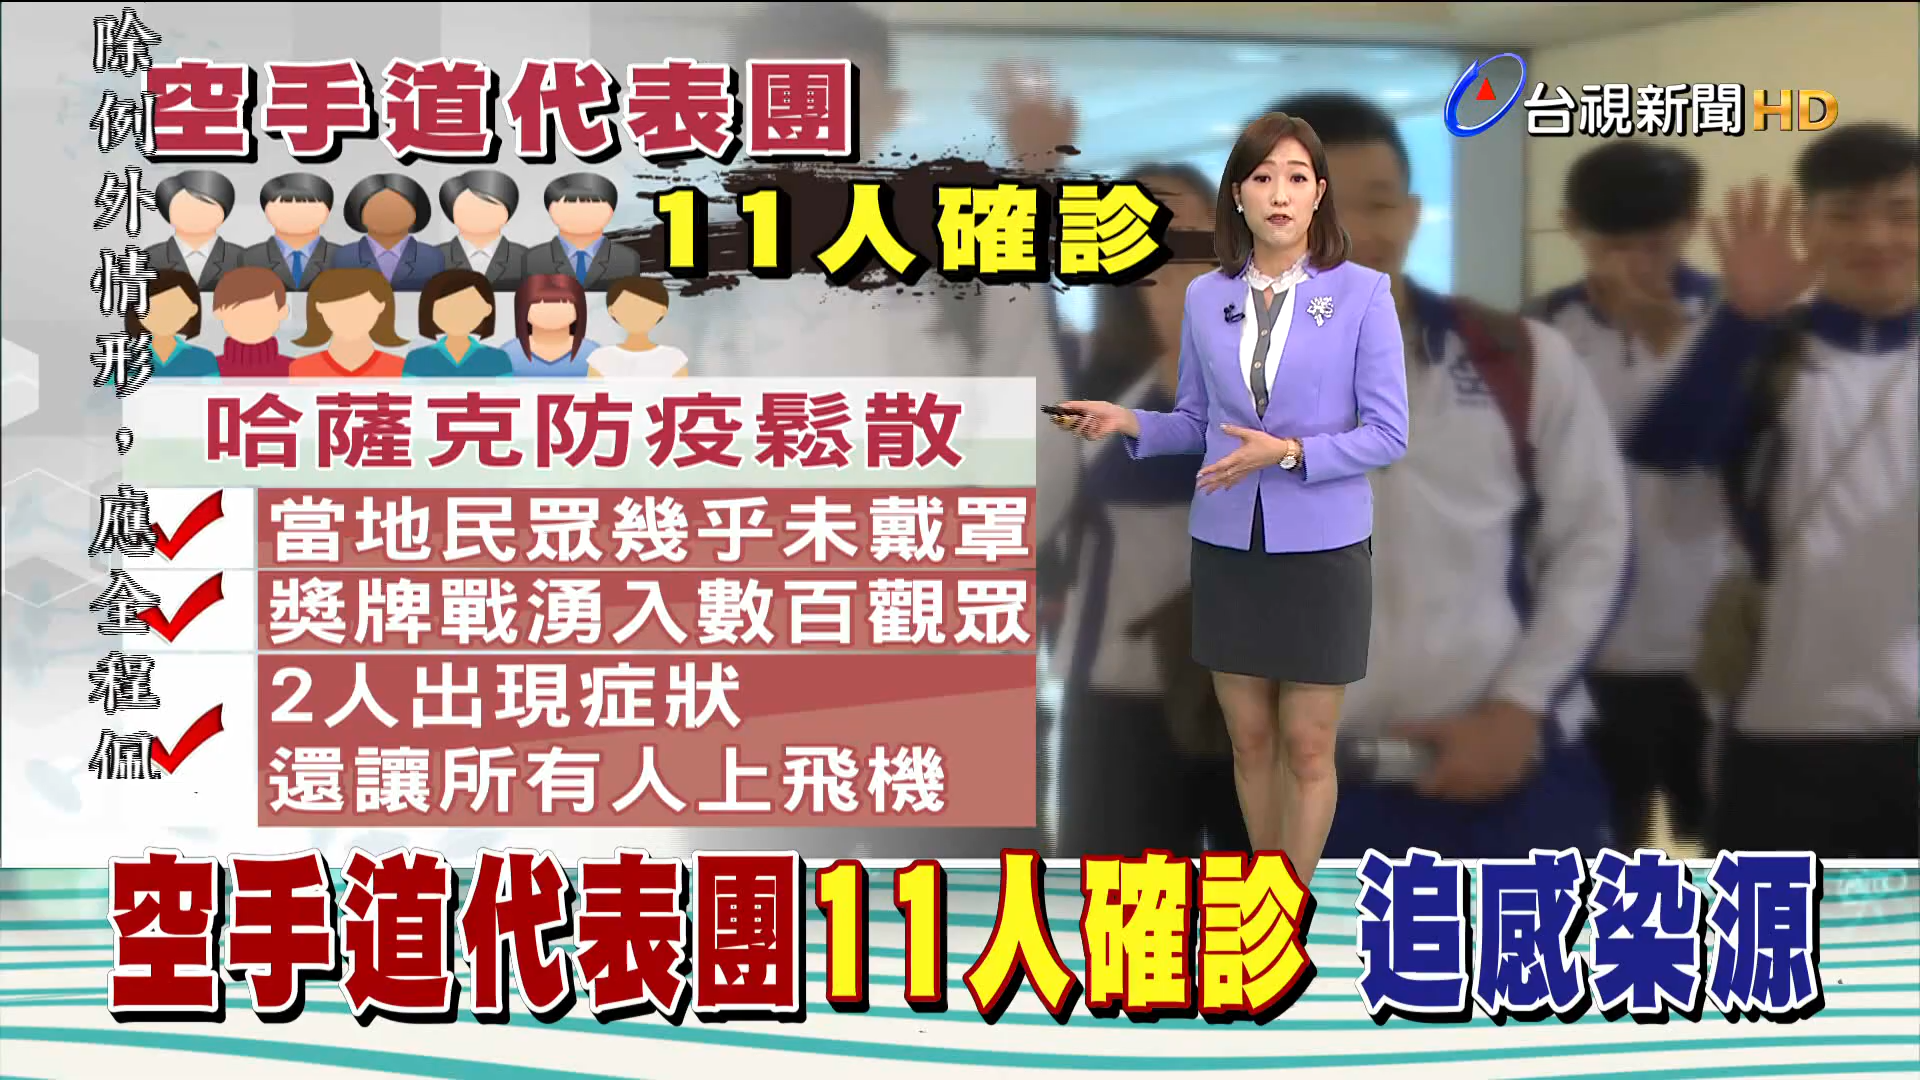 除例外情形，應全程佩
空手道代表團
台視新聞HD
11人確診
哈薩克防疫鬆散
當地民眾幾乎未戴罩
獎牌戰湧入數百觀眾
2人出現症狀
還讓所有人上飛機
空手道代表團11人確診 追感染源